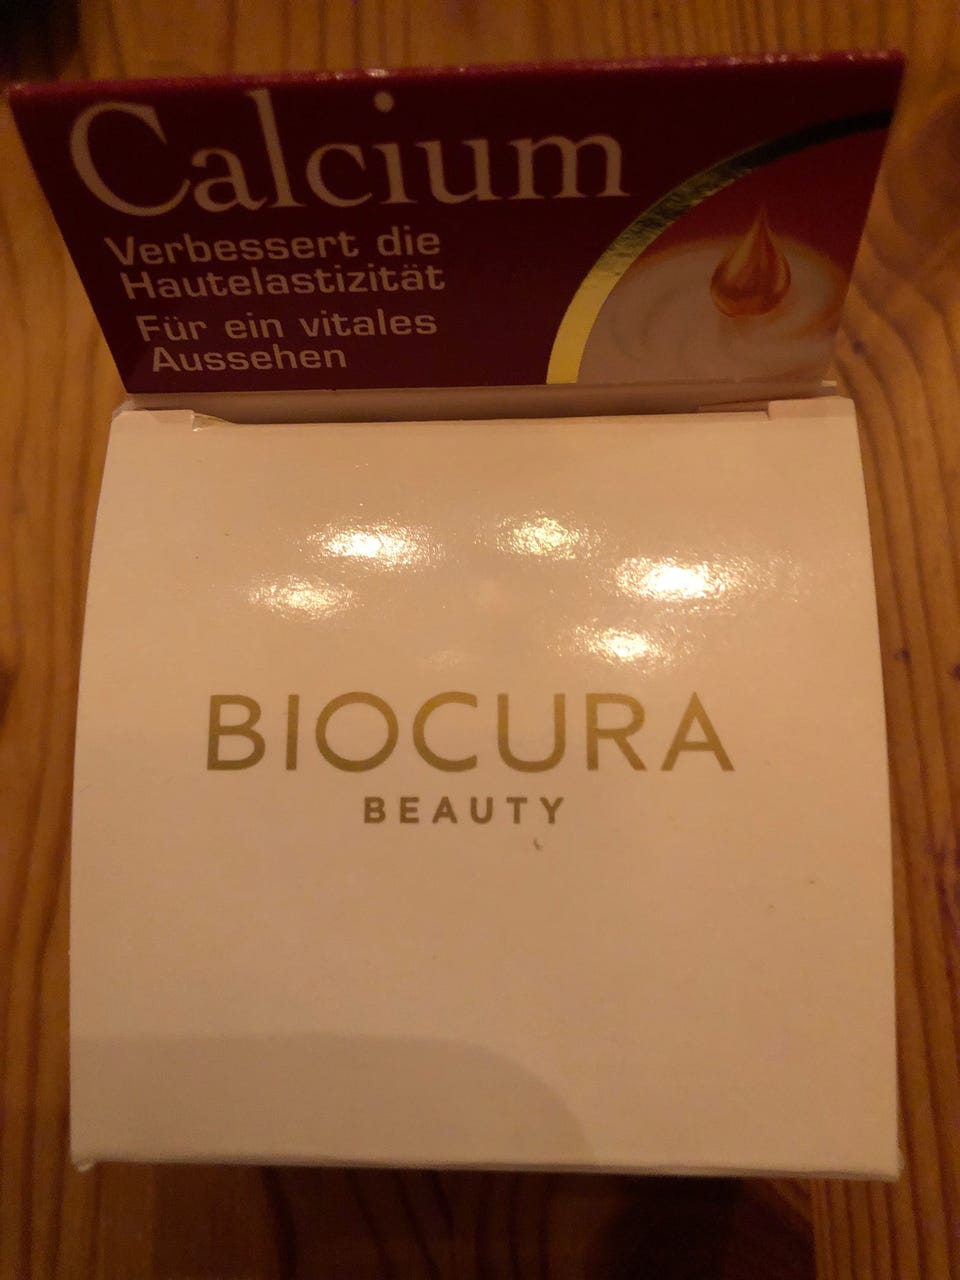 Calcium
Verbessert die
Hautelastizität
Für ein vitales
Aussehen
BIOCURA
BEAUTY